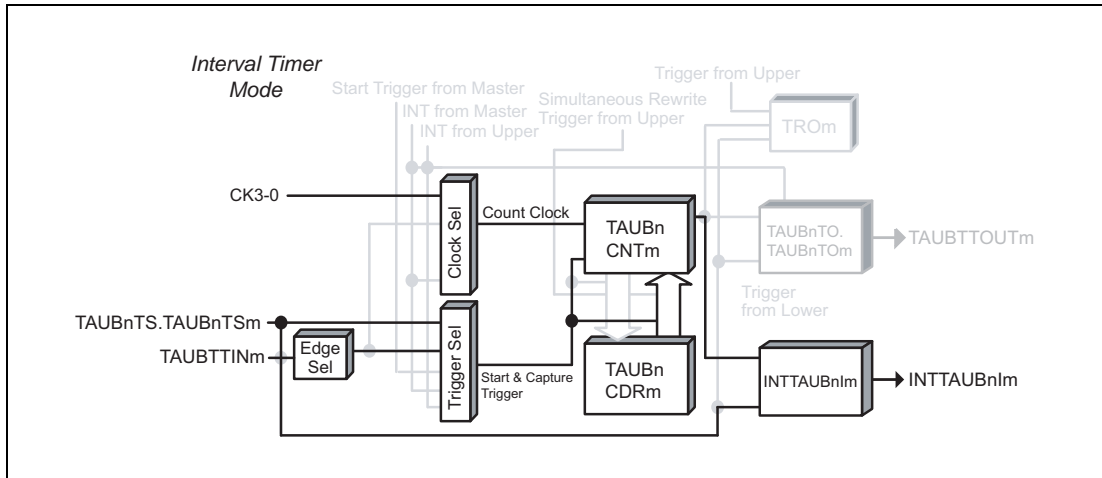 Interval Timer
Mode
Start Trigger from Master
INT from Master
INT from Upper
Simultaneous Rewrite
Trigger from Upper
Trigger from Upper
TROm
CK3-0
Clock Sel
Count Clock
TAUBn
CNTm
TAUBnTO.
TAUBnTOm
TAUBTTOUTm
Trigger
from Lower
TAUBnTS.TAUBnTSm
TAUBTTINm
Edge
Sel
Trigger Sel
Start & Capture
Trigger
TAUBn
CDRm
INTTAUBnIm
INTTAUBnIm